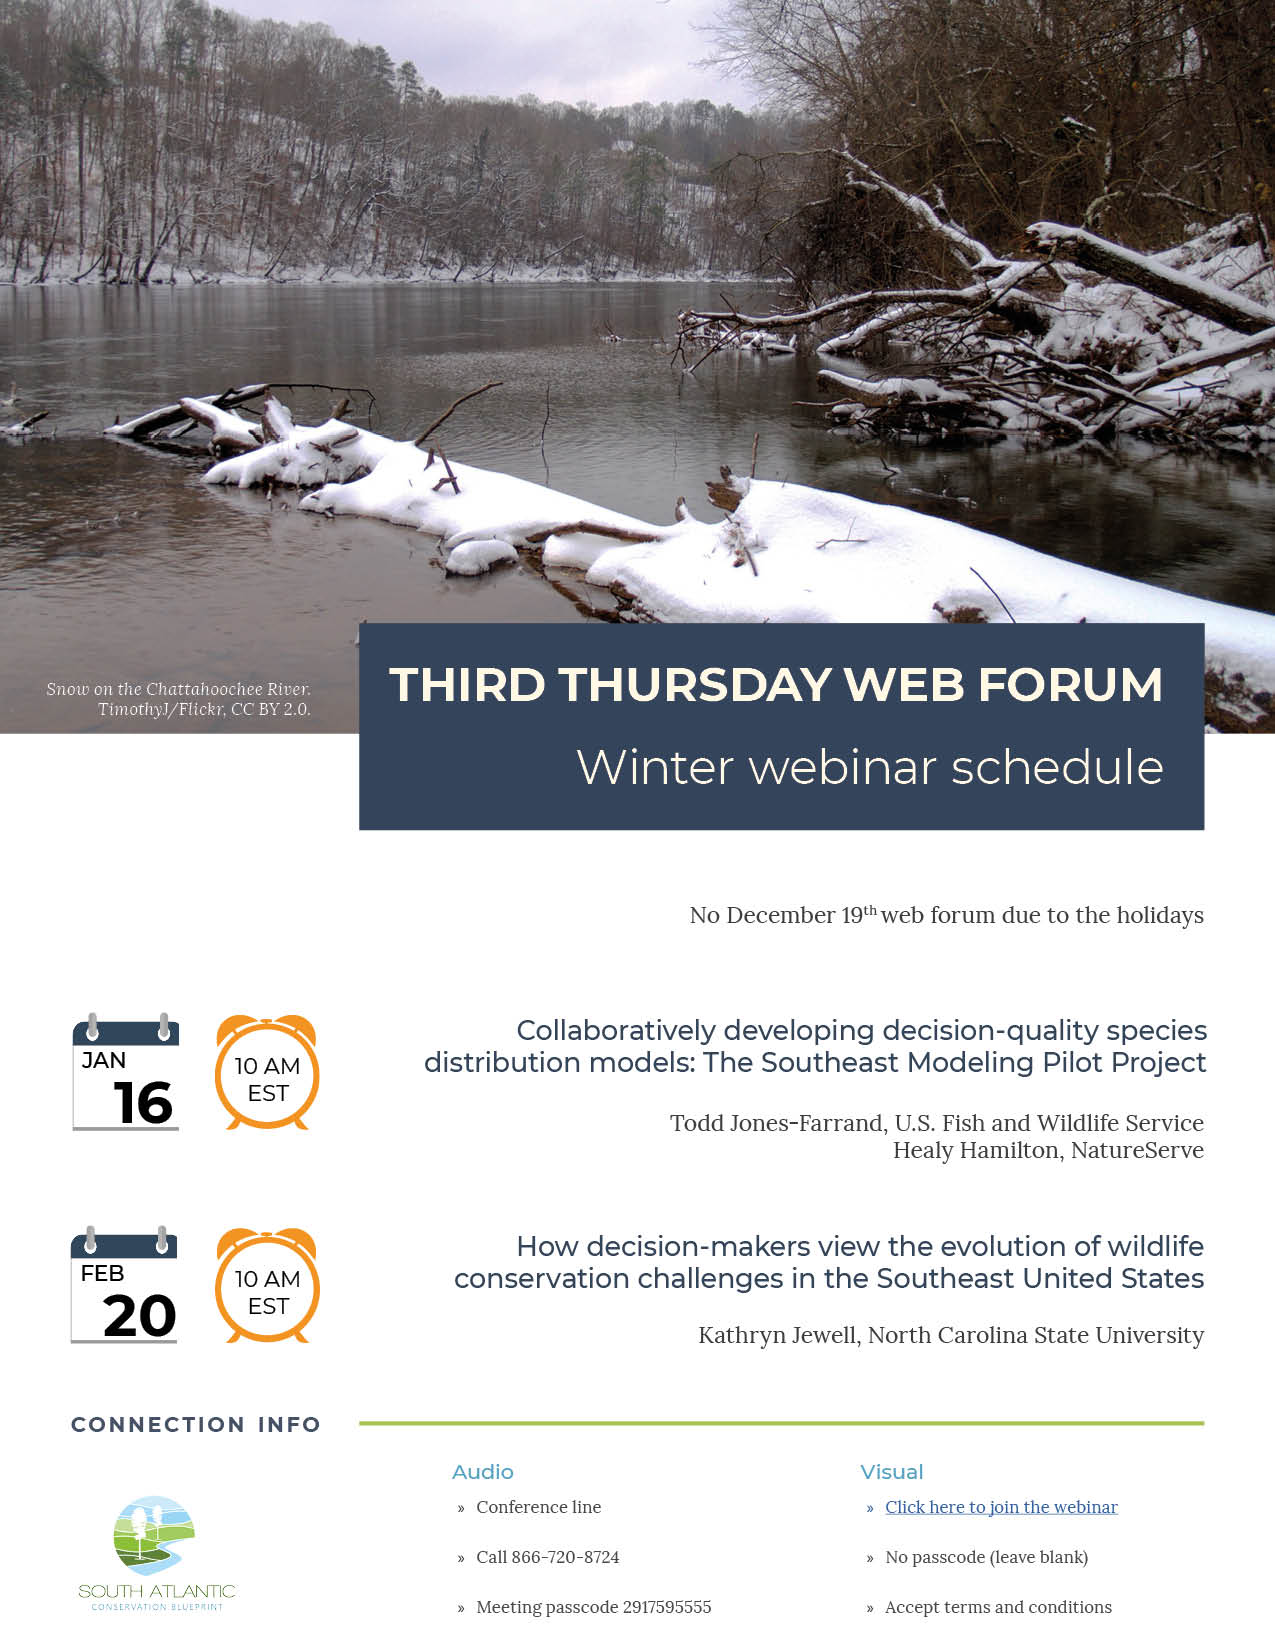 Snow on the Chattahoochee River.
TimothyJ/Flickr, CC BY 2.0.
THIRD THURSDAY WEB FORUM
Winter webinar schedule
No December 19th web forum due to the holidays
JAN
16
10 AM
EST
Collaboratively developing decision-quality species
distribution models: The Southeast Modeling Pilot Project
Todd Jones-Farrand, U.S. Fish and Wildlife Service
Healy Hamilton, NatureServe
FEB
20
10 AM
EST
How decision-makers view the evolution of wildlife
conservation challenges in the Southeast United States
Kathryn Jewell, North Carolina State University
CONNECTION INFO
Audio
» Conference line
» Call 866-720-8724
» Meeting passcode 2917595555
Visual
» Click here to join the webinar
» No passcode (leave blank)
» Accept terms and conditions
SOUTH ATLANTIC
CONSERVATION BLUEPRINT